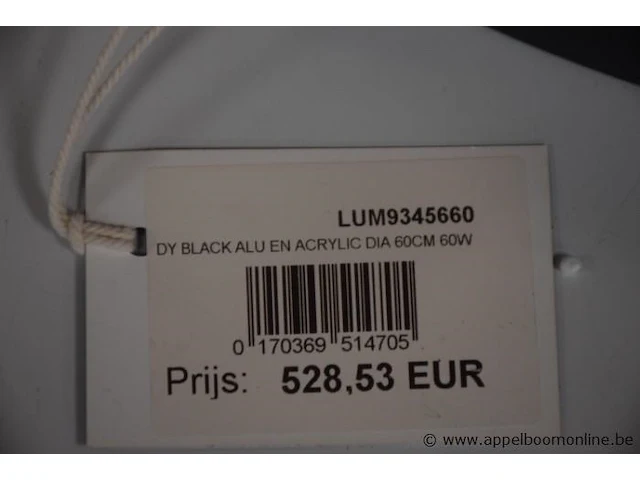 LUM9345660
DY BLACK ALU EN ACRYLIC DIA 60CM 60W
0 170369 514705
Prijs: 528,53 EUR
© www.appelboomonline.be